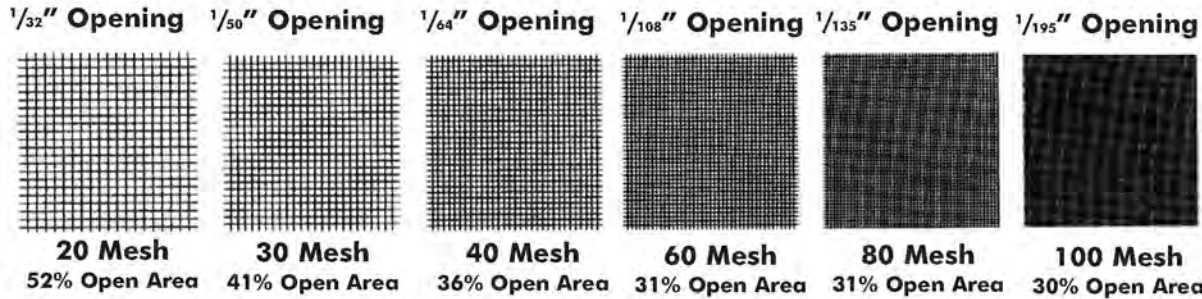 1/32" Opening 1/50" Opening 1/64" Opening 1/108" Opening 1/135" Opening 1/195" Opening
20 Mesh 30 Mesh 40 Mesh 60 Mesh 80 Mesh 100 Mesh
52% Open Area 41% Open Area 36% Open Area 31% Open Area 31% Open Area 30% Open Area